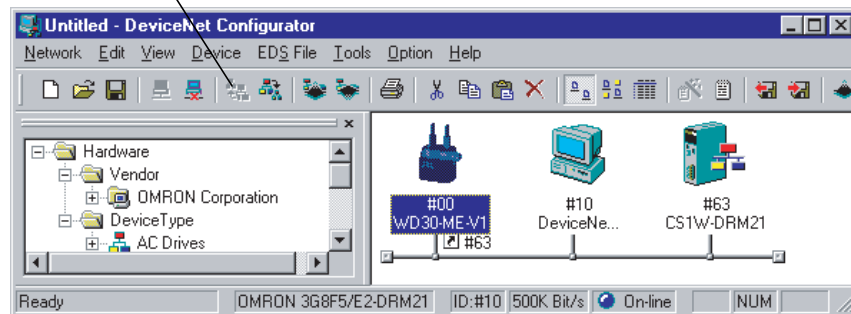 Untitled - DeviceNet Configurator
Network Edit View Device EDS File Tools Option Help
Hardware
Vendor
OMRON Corporation
DeviceType
AC Drives
#00
WD30-ME-V1
#63
#10
DeviceNe...
#63
CS1W-DRM21
Ready
OMRON 3G8F5/E2-DRM21
ID:#10
500K Bit/s
On-line
NUM